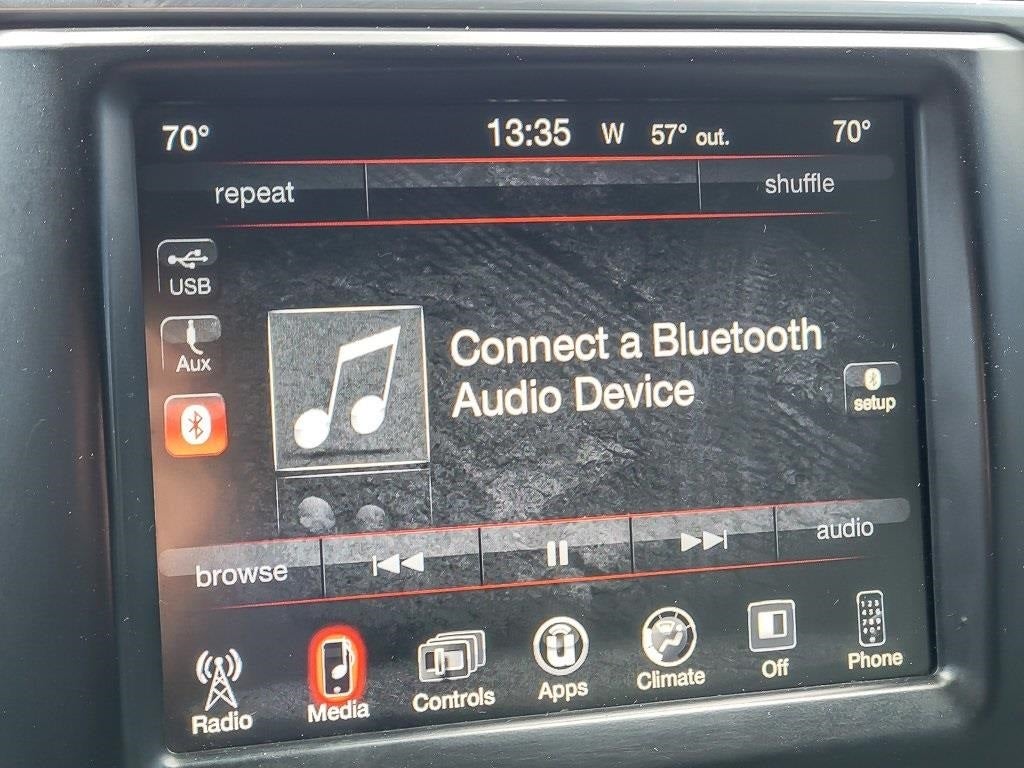 70° 13:35 W 57° out. 70°
repeat shuffle
USB
Aux
Connect a Bluetooth
Audio Device
setup
browse audio
Radio Media Controls Apps Climate Off Phone